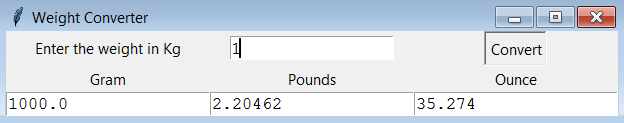 Weight Converter
Enter the weight in Kg 1 Convert
Gram Pounds Ounce
1000.0 2.20462 35.274